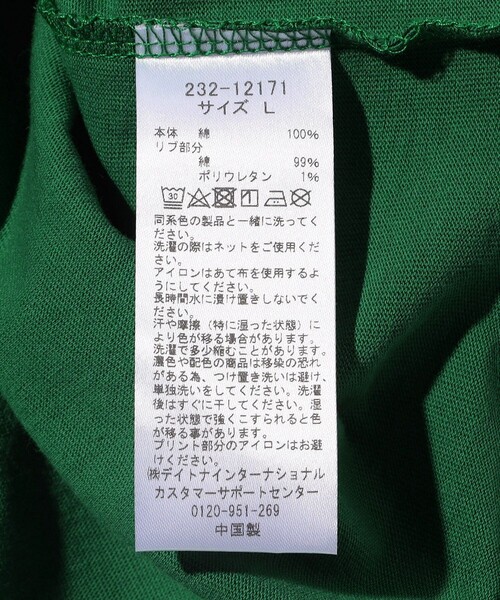 232-12171
サイズ L
本体 綿 100%
リブ部分
綿 99%
ポリウレタン 1%
30
同系色の製品と一緒に洗ってく
ださい。
洗濯の際はネットをご使用くだ
さい。
アイロンはあて布を使用するよ
うにしてください。
長時間水に漬け置きしないでく
ださい。
汗や摩擦(特に湿った状態)に
より色が移る場合があります。
洗濯で多少縮むことがあります。
濃色や配色の商品は移染の恐れ
がある為、つけ置き洗いは避け、
単独洗いをしてください。洗濯
後はすぐに干してください。湿
った状態で強くこすられると色
が移る事があります。
プリント部分のアイロンはお避
けください。
㈱デイトナインターナショナル
カスタマーサポートセンター
0120-951-269
中国製